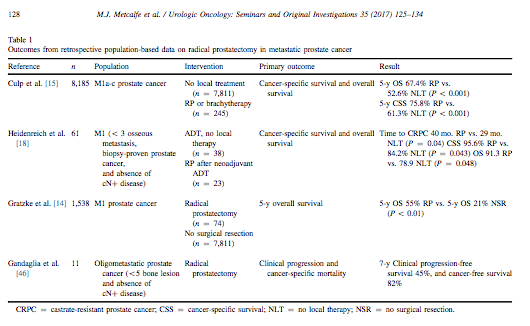 128 M.J. Metcalfe et al. / Urologic Oncology: Seminars and Original Investigations 35 (2017) 125–134
Table 1
Outcomes from retrospective population-based data on radical prostatectomy in metastatic prostate cancer
Reference n Population Intervention Primary outcome Result
Culp et al. [15] 8,185 M1a-c prostate cancer No local treatment Cancer-specific survival and overall 5-y OS 67.4% RP vs.
(n = 7,811) survival 52.6% NLT (P < 0.001)
RP or brachytherapy 5-y CSS 75.8% RP vs.
(n = 245) 61.3% NLT (P < 0.001)
Heidenreich et al. 61 M1 (< 3 osseous ADT, no local Cancer-specific survival and overall Time to CRPC 40 mo. RP vs. 29 mo.
[18] metastasis, therapy survival NLT (P = 0.04) CSS 95.6% RP vs.
biopsy-proven prostate (n = 38) 84.2% NLT (P = 0.043) OS 91.3 RP
cancer, RP after neoadjuvant vs. 78.9 NLT (P = 0.048)
and absence of ADT
cN+ disease) (n = 23)
Gratzke et al. [14] 1,538 M1 prostate cancer Radical 5-y overall survival 5-y OS 55% RP vs. 5-y OS 21% NSR
prostatectomy (P < 0.01)
(n = 74)
No surgical resection
(n = 7,811)
Gandaglia et al. 11 Oligometastatic prostate Radical Clinical progression and 7-y Clinical progression-free
[46] cancer (<5 bone lesion prostatectomy cancer-specific mortality survival 45%, and cancer-free survival
and absence of 82%
cN+ disease)
CRPC = castrate-resistant prostate cancer; CSS = cancer-specific survival; NLT = no local therapy; NSR = no surgical resection.